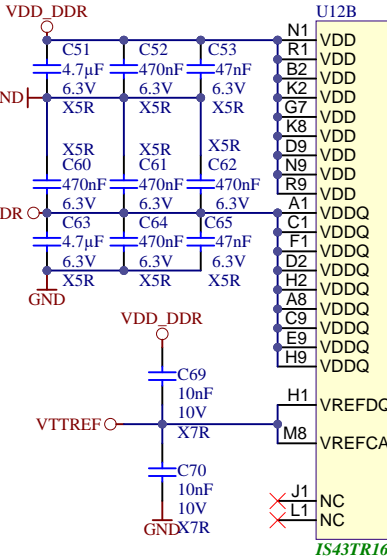 VDD_DDR
U12B
C51 C52 C53
4.7µF 470nF 47nF
6.3V 6.3V 6.3V
X5R X5R X5R
ND
X5R X5R X5R
C60 C61 C62
470nF 470nF 470nF
6.3V 6.3V 6.3V
DR
C63 C64 C65
4.7µF 470nF 47nF
6.3V 6.3V 6.3V
X5R X5R X5R
GND
VDD_DDR
C69
10nF
10V
X7R
VTTREF
C70
10nF
10V
X7R
GND
N1 VDD
R1 VDD
B2 VDD
K2 VDD
G7 VDD
K8 VDD
D9 VDD
N9 VDD
R9 VDD
A1 VDDQ
C1 VDDQ
F1 VDDQ
D2 VDDQ
H2 VDDQ
A8 VDDQ
C9 VDDQ
E9 VDDQ
H9 VDDQ
H1 VREFDQ
M8 VREFCA
J1 NC
L1 NC
IS43TR16